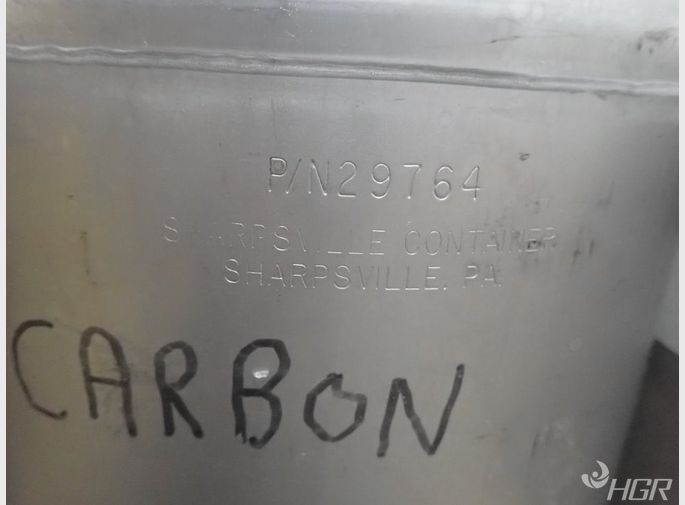 P/N29764
SHARPSVILLE CONTAINER
SHARPSVILLE, PA.
CARBON
HGR